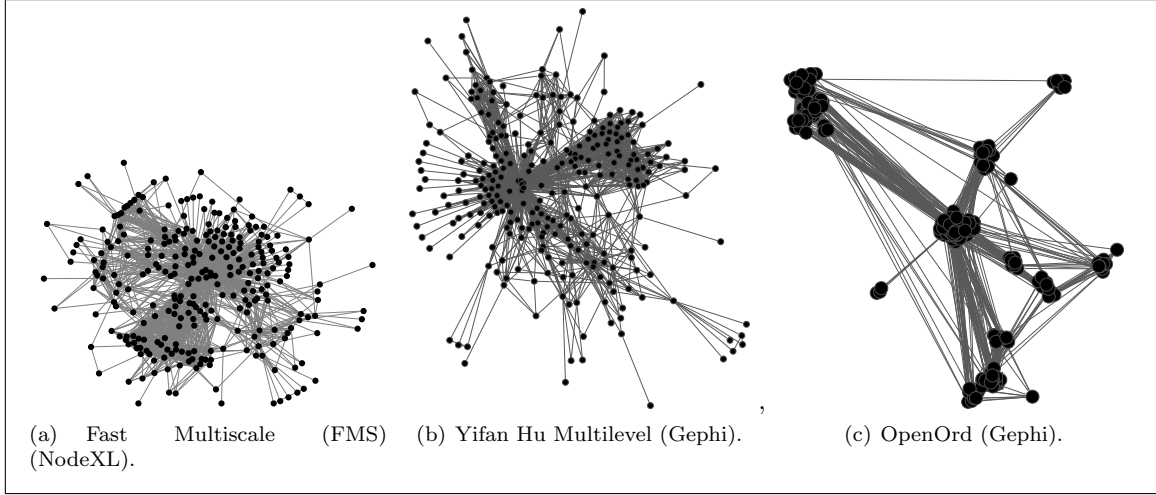 ,
(a) Fast Multiscale (FMS)
(NodeXL).
(b) Yifan Hu Multilevel (Gephi).
(c) OpenOrd (Gephi).